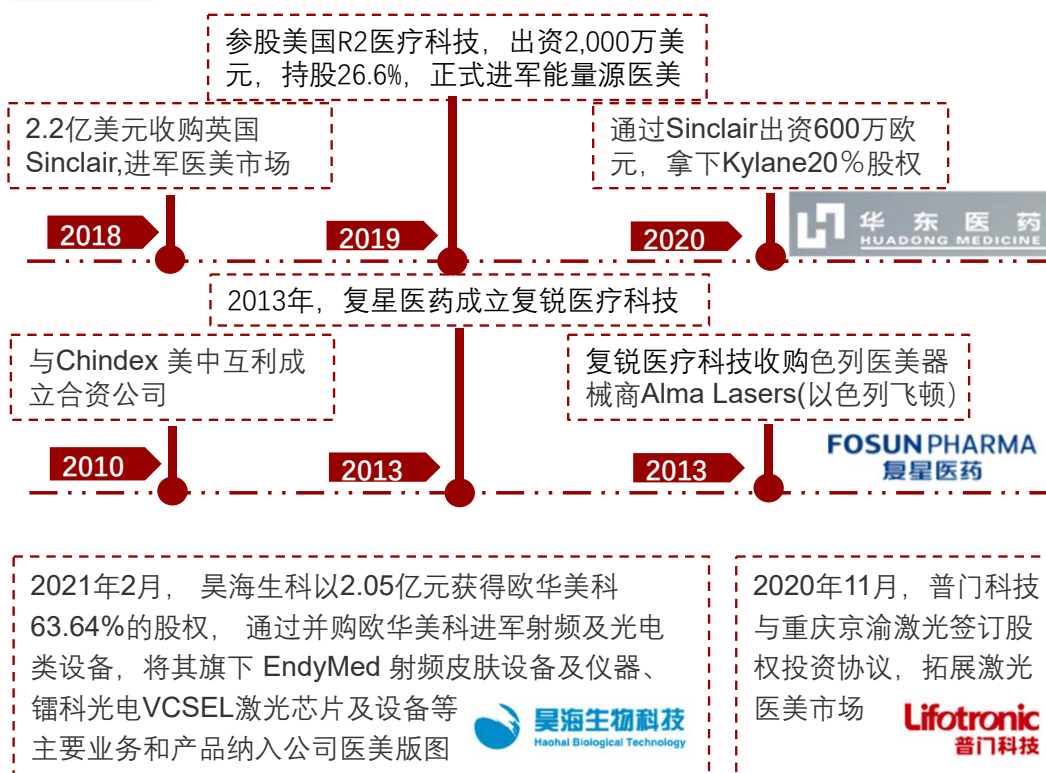 参股美国R2医疗科技，出资2,000万美
元，持股26.6%，正式进军能量源医美
2.2亿美元收购英国
Sinclair,进军医美市场
通过Sinclair出资600万欧
元，拿下Kylane20%股权
2018
2019
2020
华东医药
HUADONG MEDICINE
2013年，复星医药成立复锐医疗科技
与Chindex 美中互利成
立合资公司
复锐医疗科技收购色列医美器
械商Alma Lasers(以色列飞顿）
2010
2013
2013
FOSUN PHARMA
复星医药
2021年2月， 昊海生科以2.05亿元获得欧华美科
63.64%的股权， 通过并购欧华美科进军射频及光电
类设备，将其旗下 EndyMed 射频皮肤设备及仪器、
镭科光电VCSEL激光芯片及设备等
主要业务和产品纳入公司医美版图
昊海生物科技
Haohai Biological Technology
2020年11月，普门科技
与重庆京渝激光签订股
权投资协议，拓展激光
医美市场
Lifotronic
普门科技